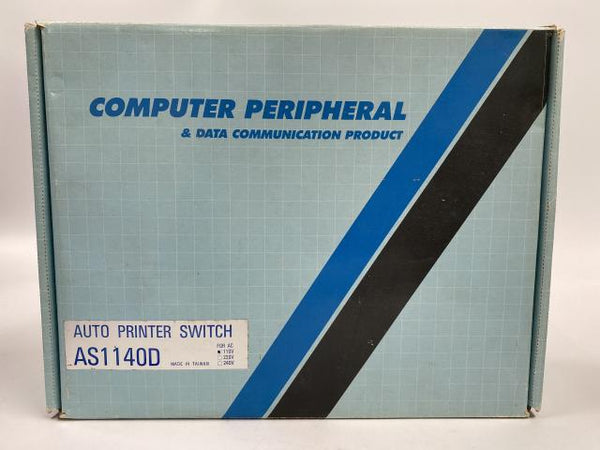 COMPUTER PERIPHERAL
& DATA COMMUNICATION PRODUCT
AUTO PRINTER SWITCH
FOR AC
110V
220V
240V
AS1140D
MADE IN TAIWAN